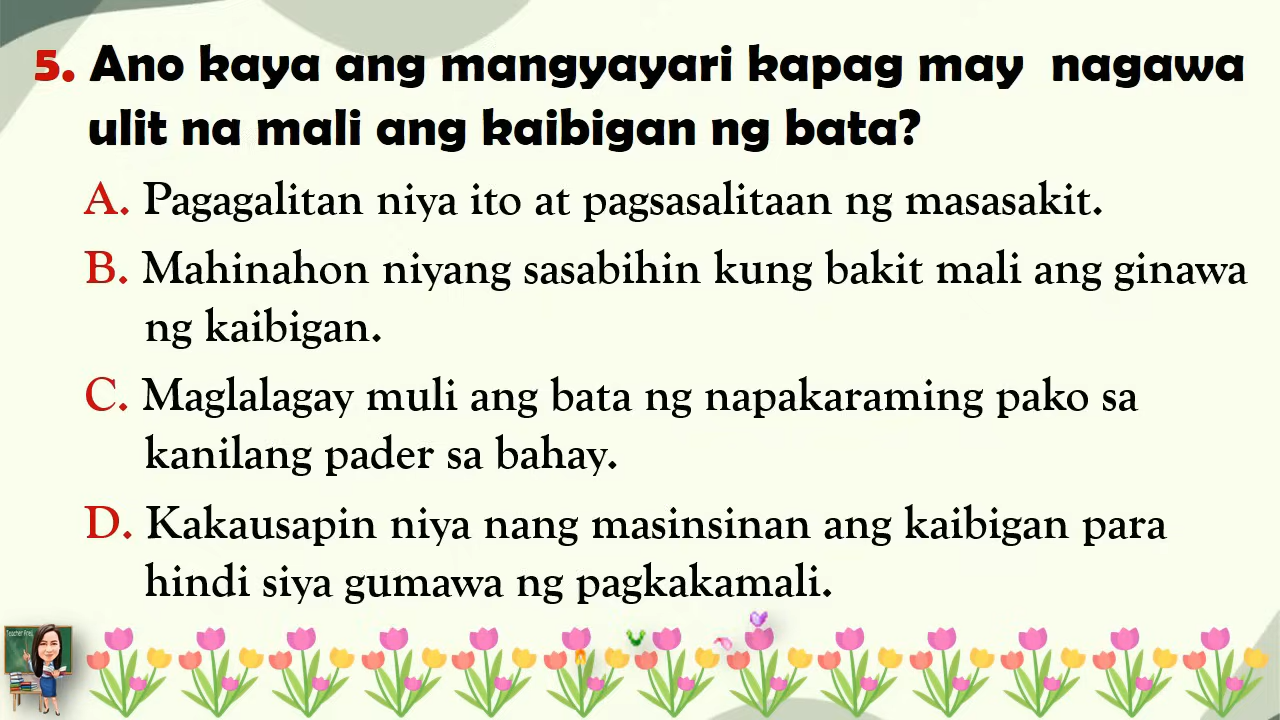 5. Ano kaya ang mangyayari kapag may nagawa
ulit na mali ang kaibigan ng bata?
A. Pagagalitan niya ito at pagsasalitaan ng masasakit.
B. Mahinahon niyang sasabihin kung bakit mali ang ginawa
ng kaibigan.
C. Maglalagay muli ang bata ng napakaraming pako sa
kanilang pader sa bahay.
D. Kakausapin niya nang masinsinan ang kaibigan para
hindi siya gumawa ng pagkakamali.
Teacher